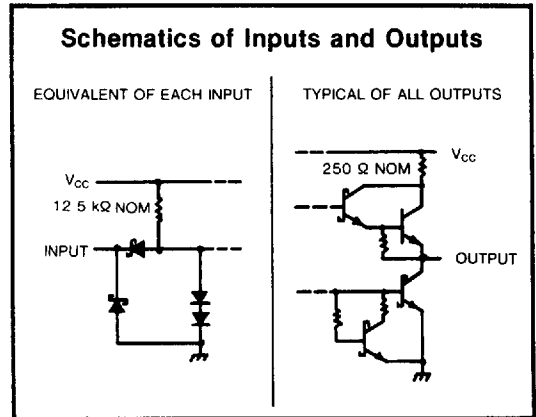 Schematics of Inputs and Outputs
EQUIVALENT OF EACH INPUT
VCC
12 5 kΩ NOM
INPUT
TYPICAL OF ALL OUTPUTS
VCC
250 Ω NOM
OUTPUT